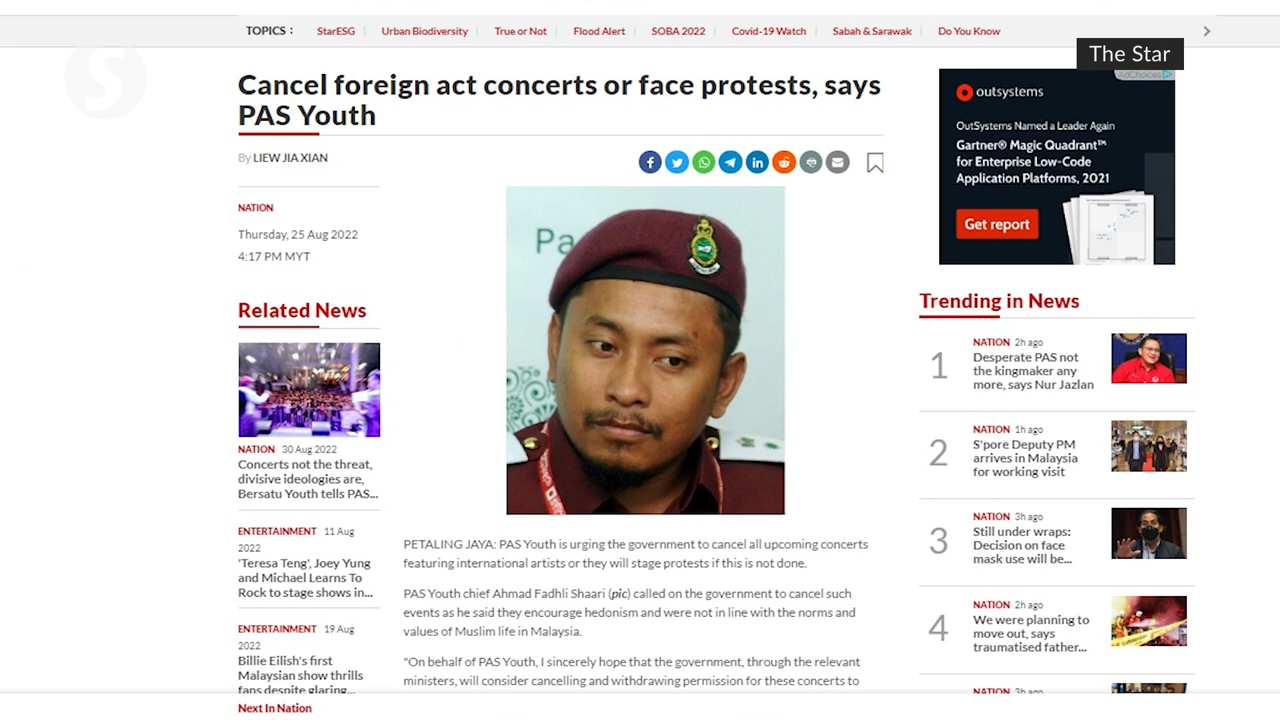 TOPICS :
StarESG
Urban Biodiversity
True or Not
Flood Alert
SOBA 2022
Covid-19 Watch
Sabah & Sarawak
Do You Know
The Star
S
Cancel foreign act concerts or face protests, says
PAS Youth
By LIEW JIA XIAN
NATION
Thursday, 25 Aug 2022
4:17 PM MYT
Related News
NATION 30 Aug 2022
Concerts not the threat,
divisive ideologies are,
Bersatu Youth tells PAS...
ENTERTAINMENT 11 Aug
2022
'Teresa Teng', Joey Yung
and Michael Learns To
Rock to stage shows in...
ENTERTAINMENT 19 Aug
2022
Billie Eilish's first
Malaysian show thrills
fans despite glaring...
Next In Nation
Pa
PETALING JAYA: PAS Youth is urging the government to cancel all upcoming concerts
featuring international artists or they will stage protests if this is not done.
PAS Youth chief Ahmad Fadhli Shaari (pic) called on the government to cancel such
events as he said they encourage hedonism and were not in line with the norms and
values of Muslim life in Malaysia.
"On behalf of PAS Youth, I sincerely hope that the government, through the relevant
ministers, will consider cancelling and withdrawing permission for these concerts to
AdChoices
outsystems
OutSystems Named a Leader Again
Gartner® Magic Quadrant™
for Enterprise Low-Code
Application Platforms, 2021
Get report
Trending in News
1
NATION 2h ago
Desperate PAS not
the kingmaker any
more, says Nur Jazlan
2
NATION 1h ago
S'pore Deputy PM
arrives in Malaysia
for working visit
3
NATION 3h ago
Still under wraps:
Decision on face
mask use will be...
4
NATION 2h ago
We were planning to
move out, says
traumatised father...
NATION 3h ago